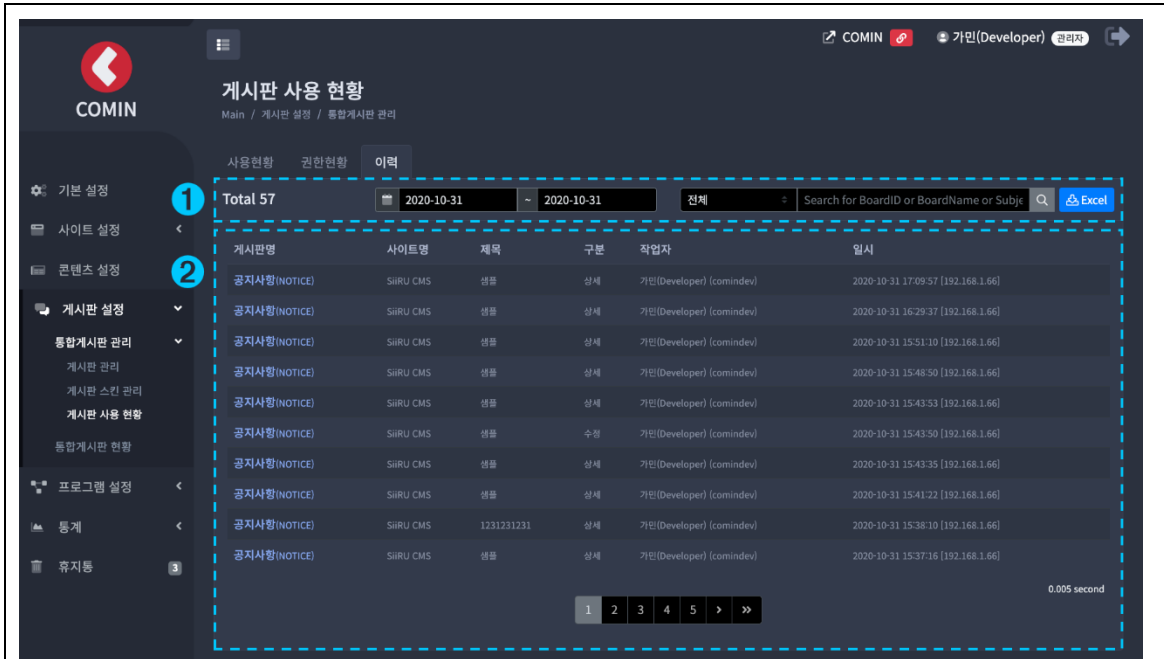 COMIN 가민(Developer) 관리자
COMIN
게시판 사용 현황
Main / 게시판 설정 / 통합게시판 관리
사용현황 권한현황 이력
기본 설정
사이트 설정
콘텐츠 설정
게시판 설정
통합게시판 관리
게시판 관리
게시판 스킨 관리
게시판 사용 현황
통합게시판 현황
프로그램 설정
통계
휴지통 3
1
Total 57 2020-10-31 ~ 2020-10-31 전체 Search for BoardID or BoardName or Subje Excel
2
게시판명 사이트명 제목 구분 작업자 일시
공지사항(NOTICE) SiiRU CMS 샘플 상세 가민(Developer) (comindev) 2020-10-31 17:09:57 [192.168.1.66]
공지사항(NOTICE) SiiRU CMS 샘플 상세 가민(Developer) (comindev) 2020-10-31 16:29:37 [192.168.1.66]
공지사항(NOTICE) SiiRU CMS 샘플 상세 가민(Developer) (comindev) 2020-10-31 15:51:10 [192.168.1.66]
공지사항(NOTICE) SiiRU CMS 샘플 상세 가민(Developer) (comindev) 2020-10-31 15:48:50 [192.168.1.66]
공지사항(NOTICE) SiiRU CMS 샘플 상세 가민(Developer) (comindev) 2020-10-31 15:43:53 [192.168.1.66]
공지사항(NOTICE) SiiRU CMS 샘플 수정 가민(Developer) (comindev) 2020-10-31 15:43:50 [192.168.1.66]
공지사항(NOTICE) SiiRU CMS 샘플 상세 가민(Developer) (comindev) 2020-10-31 15:43:35 [192.168.1.66]
공지사항(NOTICE) SiiRU CMS 샘플 상세 가민(Developer) (comindev) 2020-10-31 15:41:22 [192.168.1.66]
공지사항(NOTICE) SiiRU CMS 1231231231 상세 가민(Developer) (comindev) 2020-10-31 15:38:10 [192.168.1.66]
공지사항(NOTICE) SiiRU CMS 샘플 상세 가민(Developer) (comindev) 2020-10-31 15:37:16 [192.168.1.66]
0.005 second
1 2 3 4 5 › »